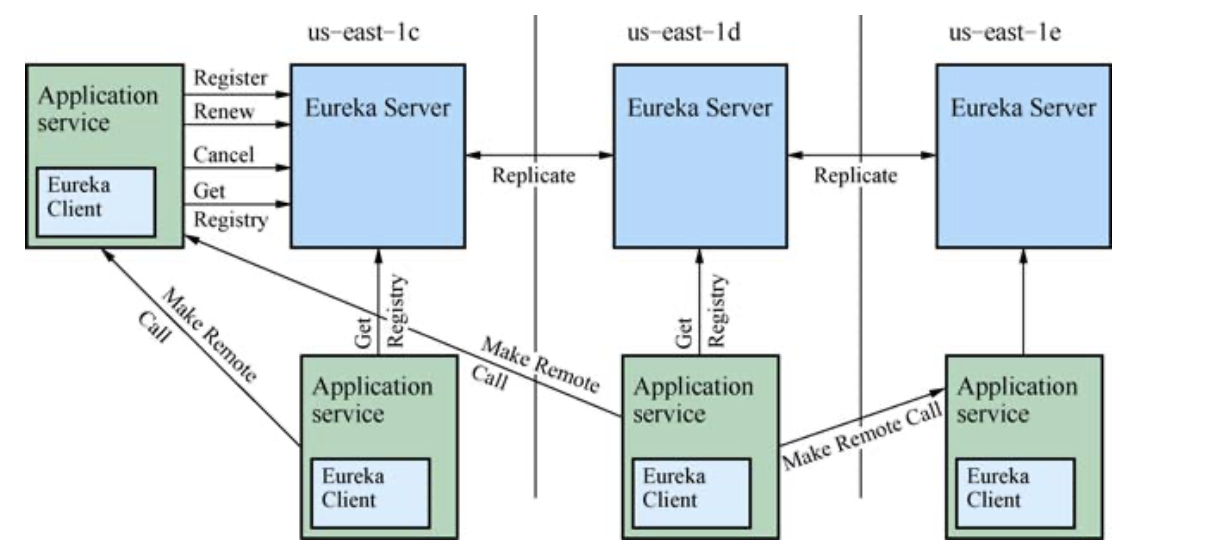 us-east-1c
us-east-1d
us-east-1e
Application
service
Eureka
Client
Register
Renew
Cancel
Get
Registry
Eureka Server
Replicate
Eureka Server
Replicate
Eureka Server
Make Remote
Call
Get
Registry
Make Remote
Call
Get
Registry
Make Remote Call
Application
service
Eureka
Client
Application
service
Eureka
Client
Application
service
Eureka
Client